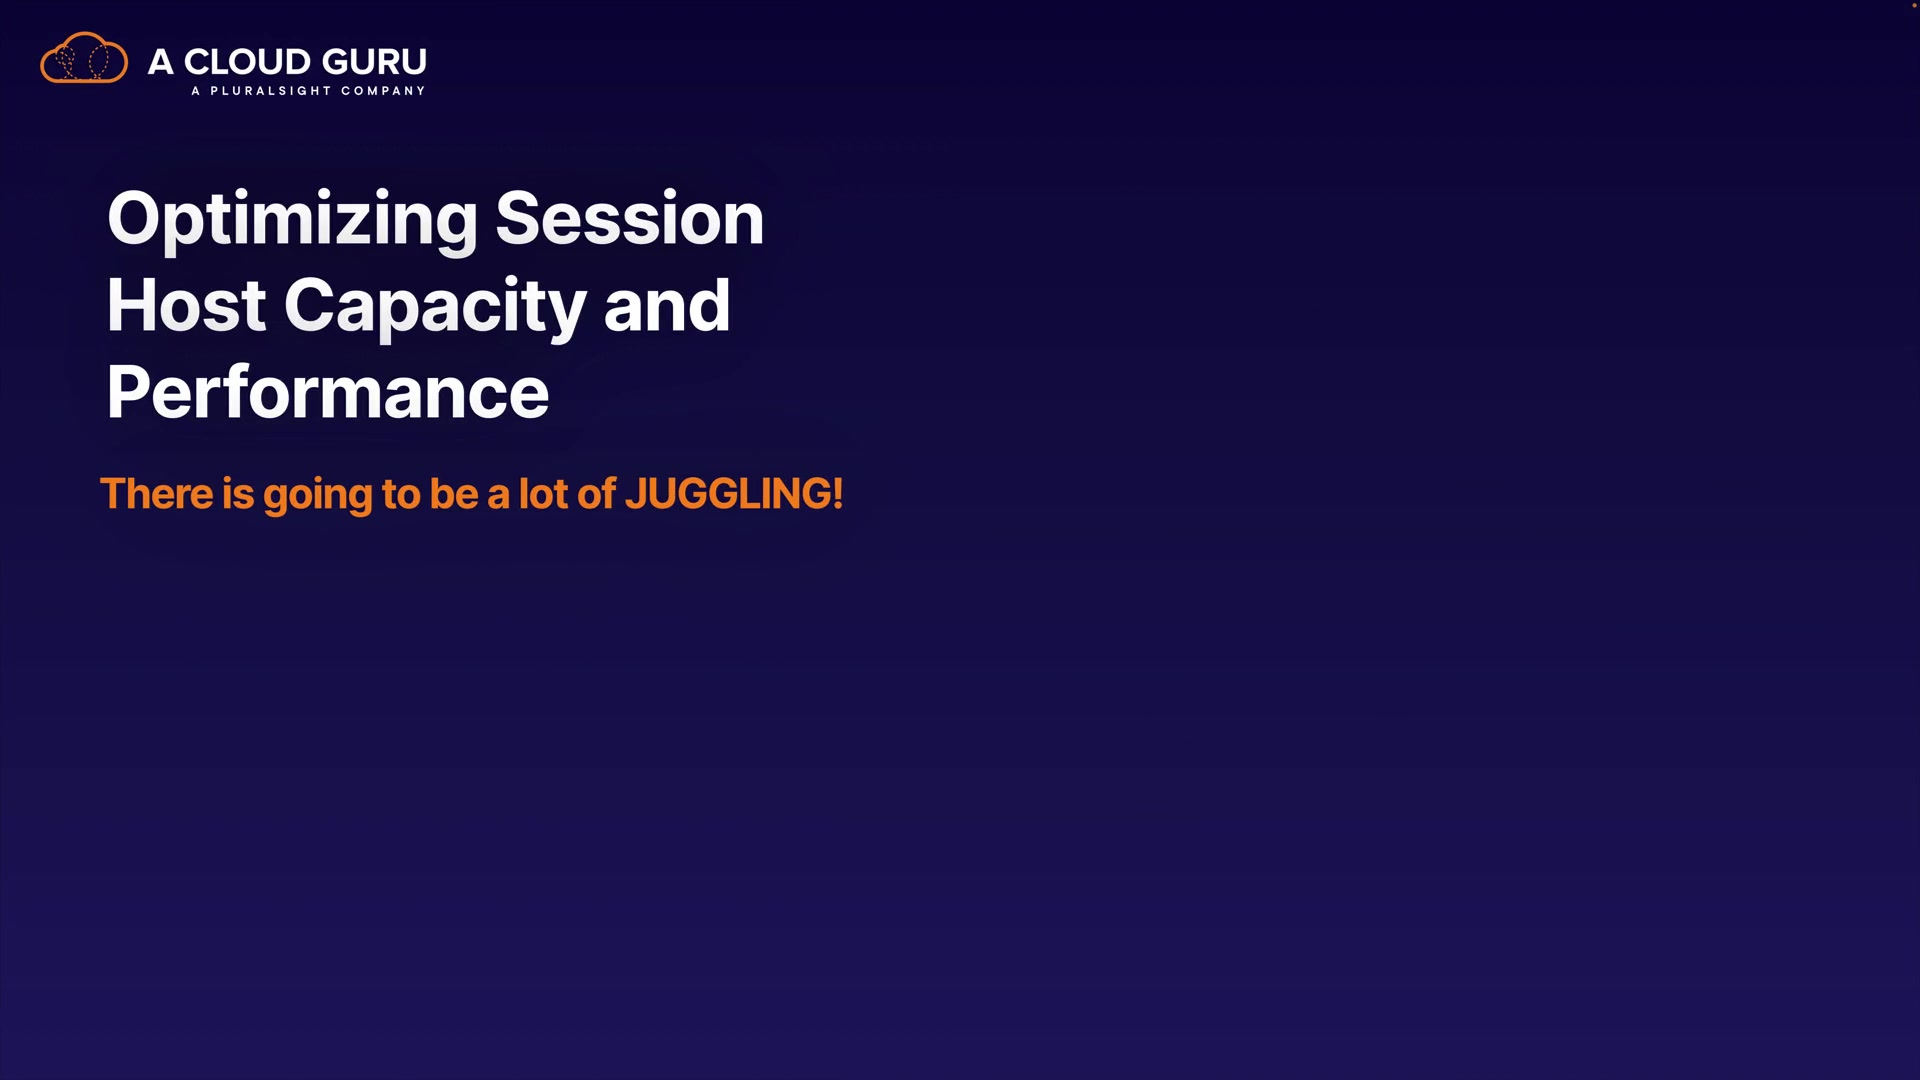 A CLOUD GURU
A PLURALSIGHT COMPANY
Optimizing Session
Host Capacity and
Performance
There is going to be a lot of JUGGLING!